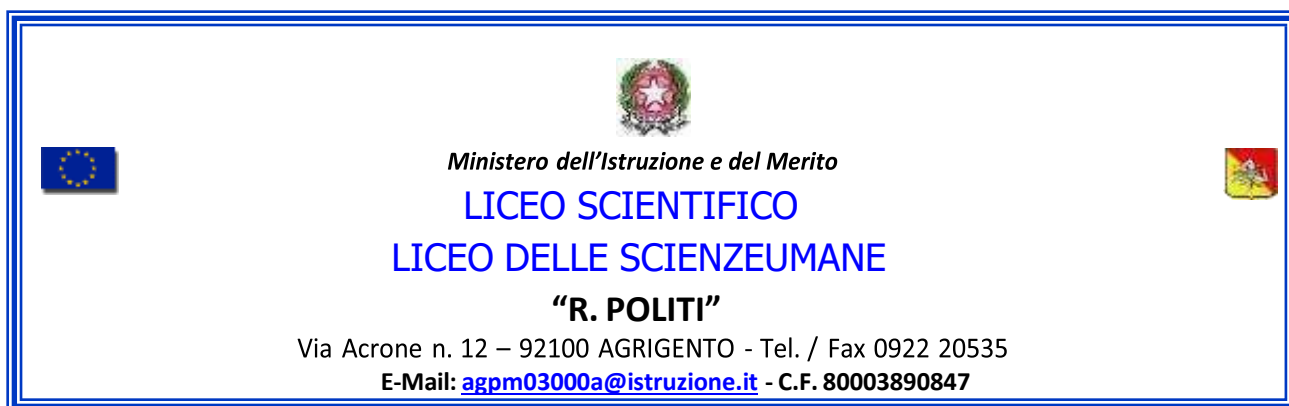 Ministero dell’Istruzione e del Merito
LICEO SCIENTIFICO
LICEO DELLE SCIENZEUMANE
“R. POLITI”
Via Acrone n. 12 – 92100 AGRIGENTO - Tel. / Fax 0922 20535
E-Mail: agpm03000a@istruzione.it - C.F. 80003890847